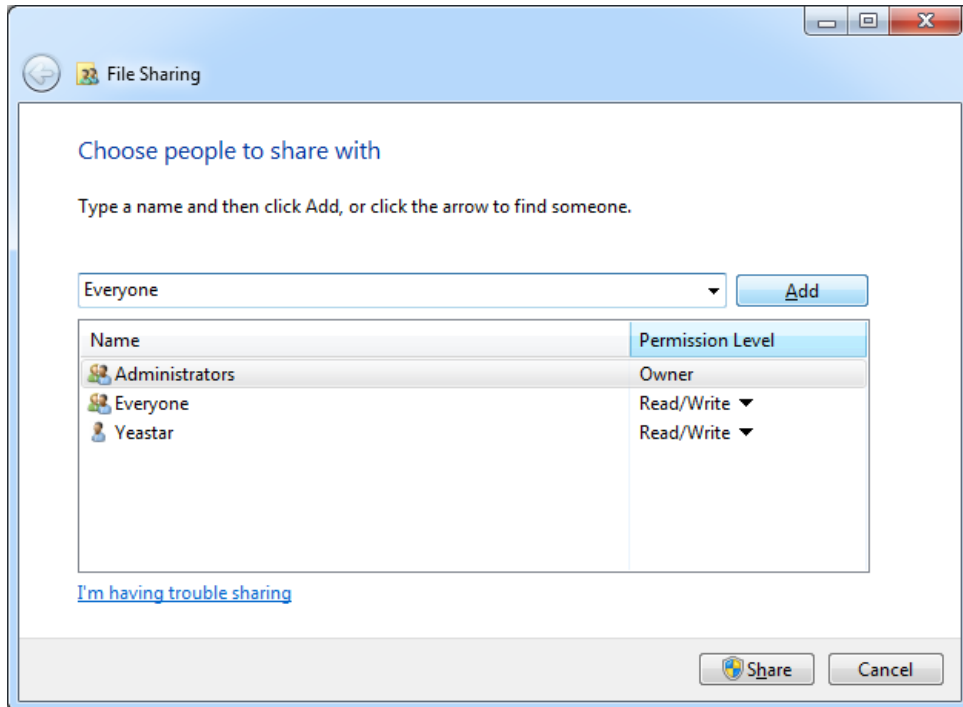 File Sharing
Choose people to share with
Type a name and then click Add, or click the arrow to find someone.
Everyone Add
Name Permission Level
Administrators Owner
Everyone Read/Write
Yeastar Read/Write
I'm having trouble sharing
Share Cancel